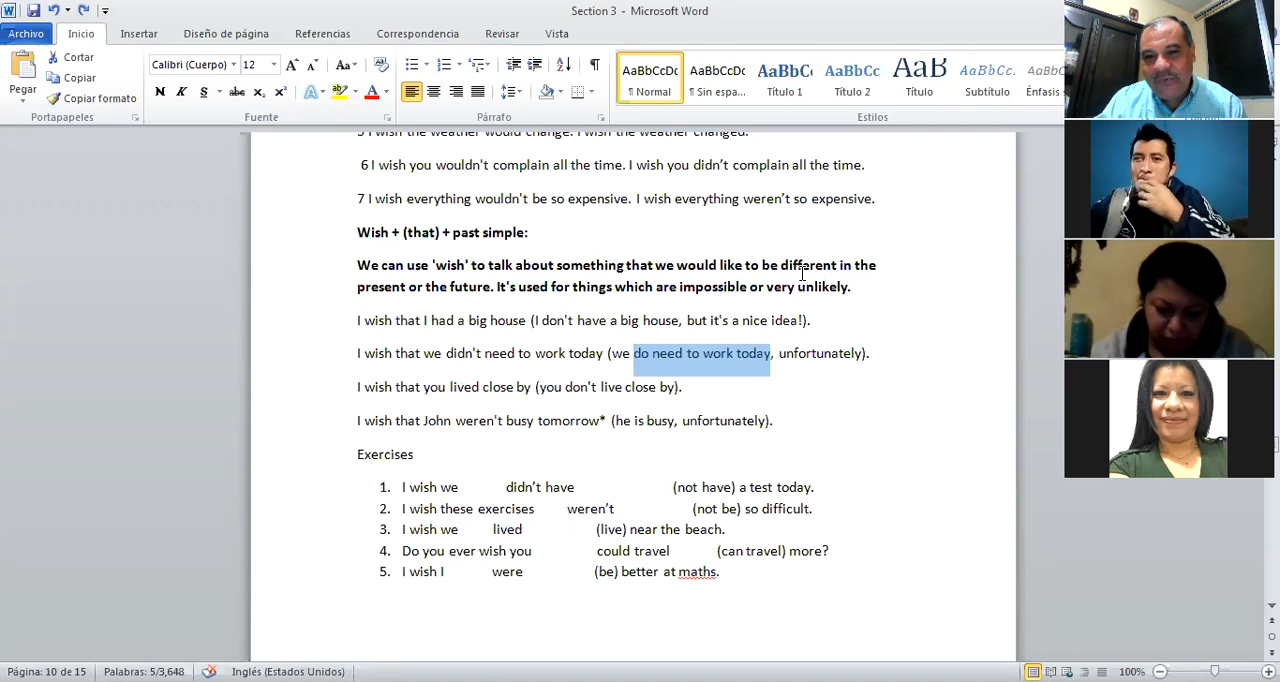 Section 3 - Microsoft Word
Archivo Inicio Insertar Diseño de página Referencias Correspondencia Revisar Vista
Pegar
Cortar
Copiar
Copiar formato
Portapapeles
Calibri (Cuerpo) 12
Fuente
Párrafo
AaBbCcDc AaBbCcDc AaBbC AaBbCc AaB AaBbCc AaBbCc
¶ Normal ¶ Sin espa... Título 1 Título 2 Título Subtítulo Énfasis
Estilos
5 I wish the weather would change. I wish the weather changed.
6 I wish you wouldn't complain all the time. I wish you didn't complain all the time.
7 I wish everything wouldn't be so expensive. I wish everything weren't so expensive.
Wish + (that) + past simple:
We can use 'wish' to talk about something that we would like to be different in the
present or the future. It's used for things which are impossible or very unlikely.
I wish that I had a big house (I don't have a big house, but it's a nice idea!).
I wish that we didn't need to work today (we do need to work today, unfortunately).
I wish that you lived close by (you don't live close by).
I wish that John weren't busy tomorrow* (he is busy, unfortunately).
Exercises
1. I wish we didn't have (not have) a test today.
2. I wish these exercises weren't (not be) so difficult.
3. I wish we lived (live) near the beach.
4. Do you ever wish you could travel (can travel) more?
5. I wish I were (be) better at maths.
Página: 10 de 15 Palabras: 5/3,648 Inglés (Estados Unidos) 100%